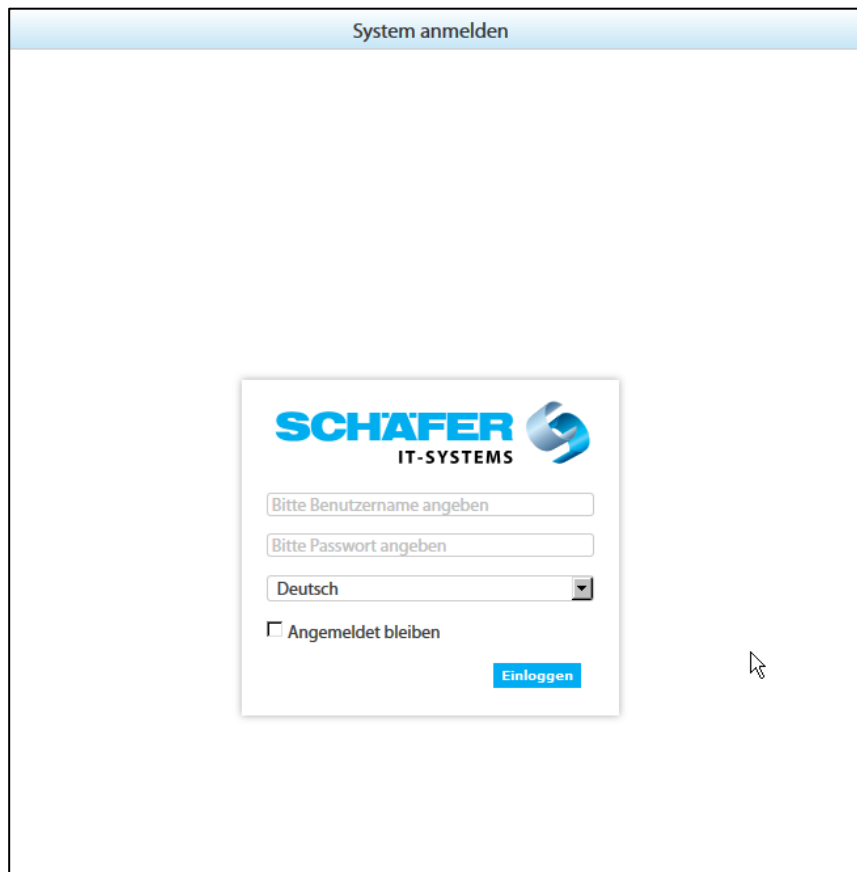 System anmelden
SCHÄFER
IT-SYSTEMS
Bitte Benutzername angeben
Bitte Passwort angeben
Deutsch
Angemeldet bleiben
Einloggen